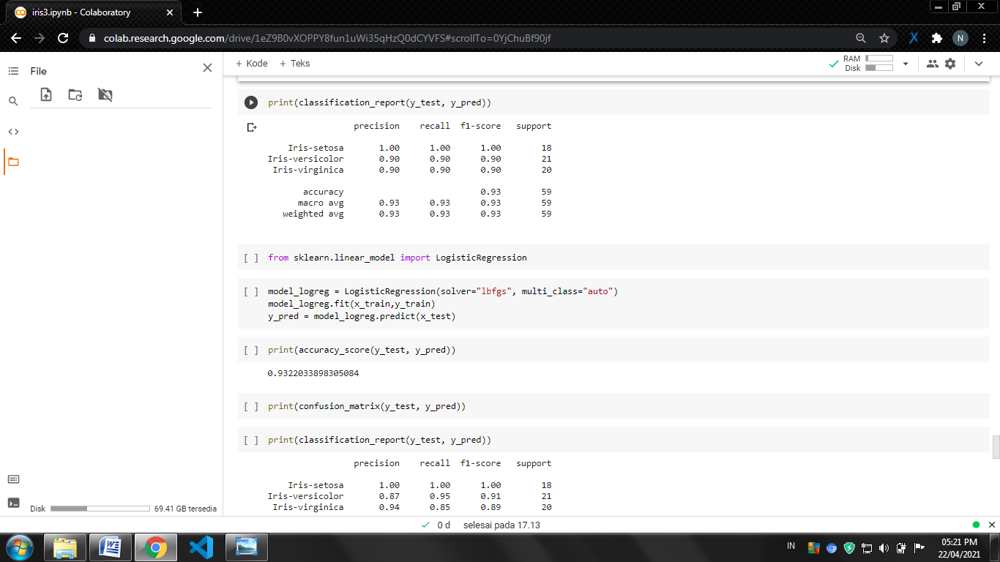 iris3.ipynb - Colaboratory
colab.research.google.com/drive/1eZ9B0vXOPPY8fun1uWi35qHzQ0dCYVFS#scrollTo=0YjChuBf90jf
N
File
+ Kode + Teks
RAM
Disk
print(classification_report(y_test, y_pred))
precision recall f1-score support
Iris-setosa 1.00 1.00 1.00 18
Iris-versicolor 0.90 0.90 0.90 21
Iris-virginica 0.90 0.90 0.90 20
accuracy 0.93 59
macro avg 0.93 0.93 0.93 59
weighted avg 0.93 0.93 0.93 59
[ ] from sklearn.linear_model import LogisticRegression
[ ] model_logreg = LogisticRegression(solver="lbfgs", multi_class="auto")
model_logreg.fit(x_train,y_train)
y_pred = model_logreg.predict(x_test)
[ ] print(accuracy_score(y_test, y_pred))
0.9322033898305084
[ ] print(confusion_matrix(y_test, y_pred))
[ ] print(classification_report(y_test, y_pred))
precision recall f1-score support
Iris-setosa 1.00 1.00 1.00 18
Iris-versicolor 0.87 0.95 0.91 21
Iris-virginica 0.94 0.85 0.89 20
Disk 69.41 GB tersedia
0 d selesai pada 17.13
IN
05:21 PM
22/04/2021